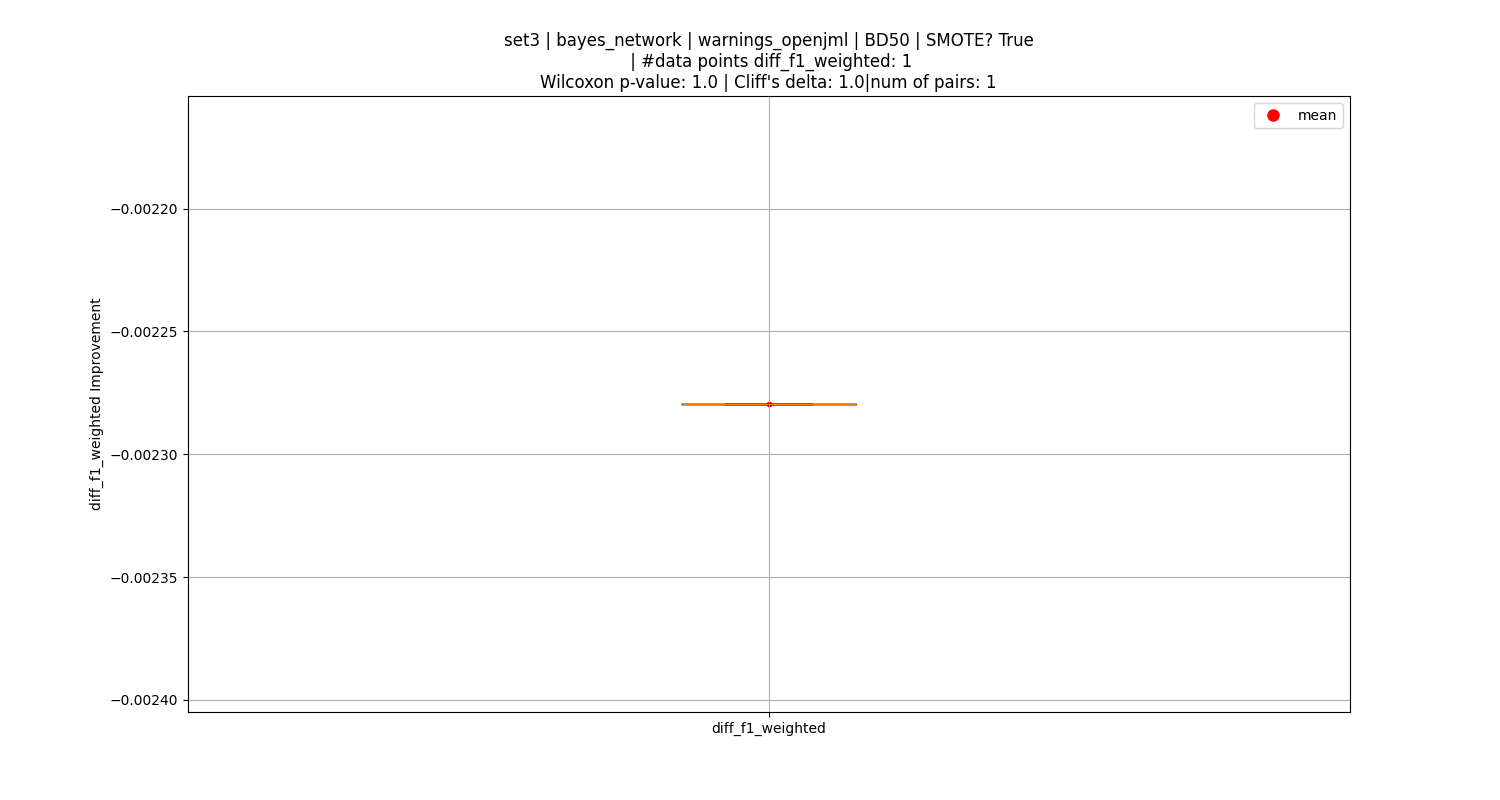 set3 | bayes_network | warnings_openjml | BD50 | SMOTE? True
| #data points diff_f1_weighted: 1
Wilcoxon p-value: 1.0 | Cliff's delta: 1.0|num of pairs: 1
mean
−0.00220
−0.00225
−0.00230
−0.00235
−0.00240
diff_f1_weighted Improvement
diff_f1_weighted